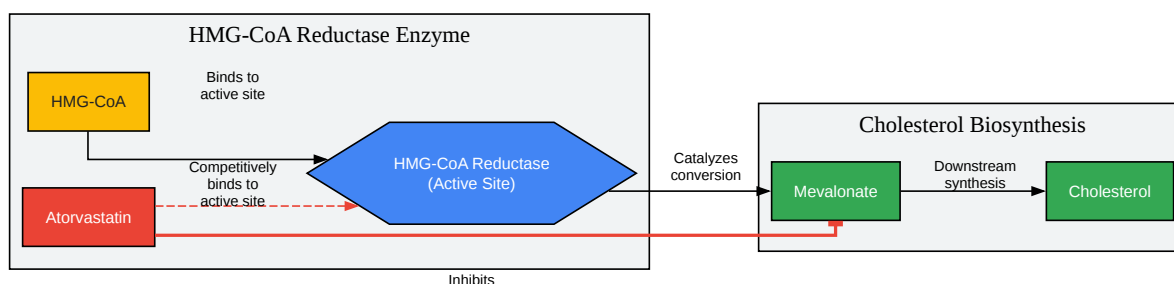 HMG-CoA Reductase Enzyme
Binds to
active site
HMG-CoA
Competitively
binds to
active site
Atorvastatin
HMG-CoA Reductase
(Active Site)
Catalyzes
conversion
Cholesterol Biosynthesis
Mevalonate
Downstream
synthesis
Cholesterol
Inhibits